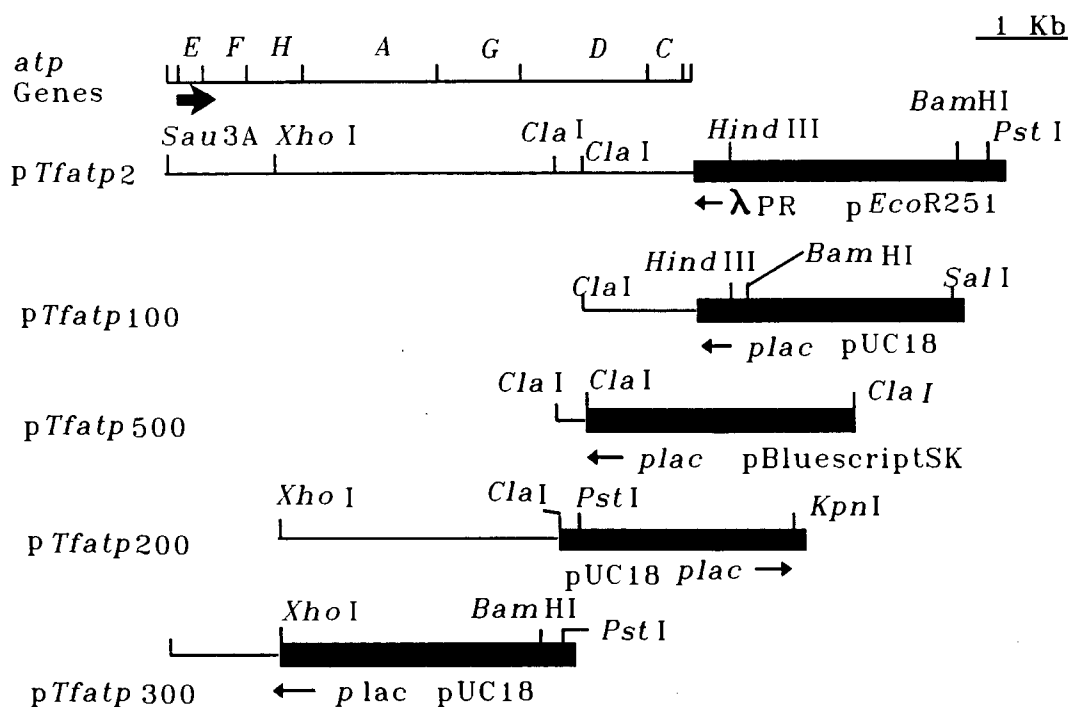 1 Kb
E F H A G D C
atp
Genes
Sau3A XhoI ClaI ClaI HindIII BamHI PstI
pTfatp2
λPR pEcoR251
ClaI HindIII BamHI SalI
pTfatp100
plac pUC18
ClaI ClaI ClaI
pTfatp500
plac pBluescriptSK
XhoI ClaI PstI KpnI
pTfatp200
pUC18 plac
XhoI BamHI PstI
pTfatp300
plac pUC18